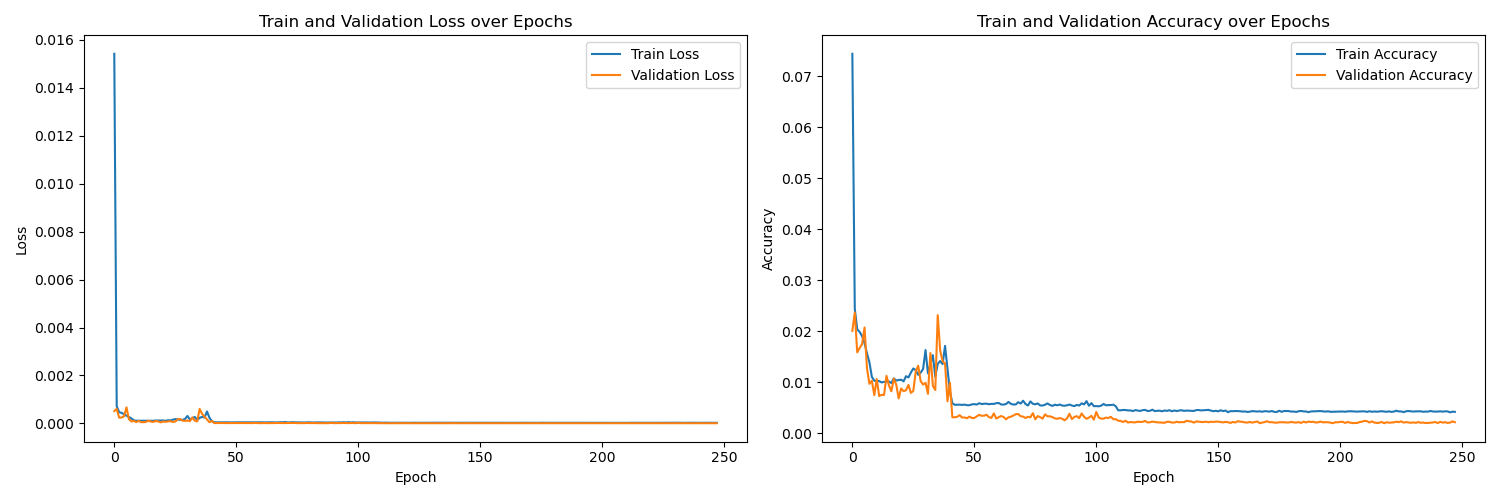 Train and Validation Loss over Epochs
0.016
0.014
0.012
0.010
0.008
0.006
0.004
0.002
0.000
Loss
Train Loss
Validation Loss
0 50 100 150 200 250
Epoch
Train and Validation Accuracy over Epochs
0.07
0.06
0.05
0.04
0.03
0.02
0.01
0.00
Accuracy
Train Accuracy
Validation Accuracy
0 50 100 150 200 250
Epoch